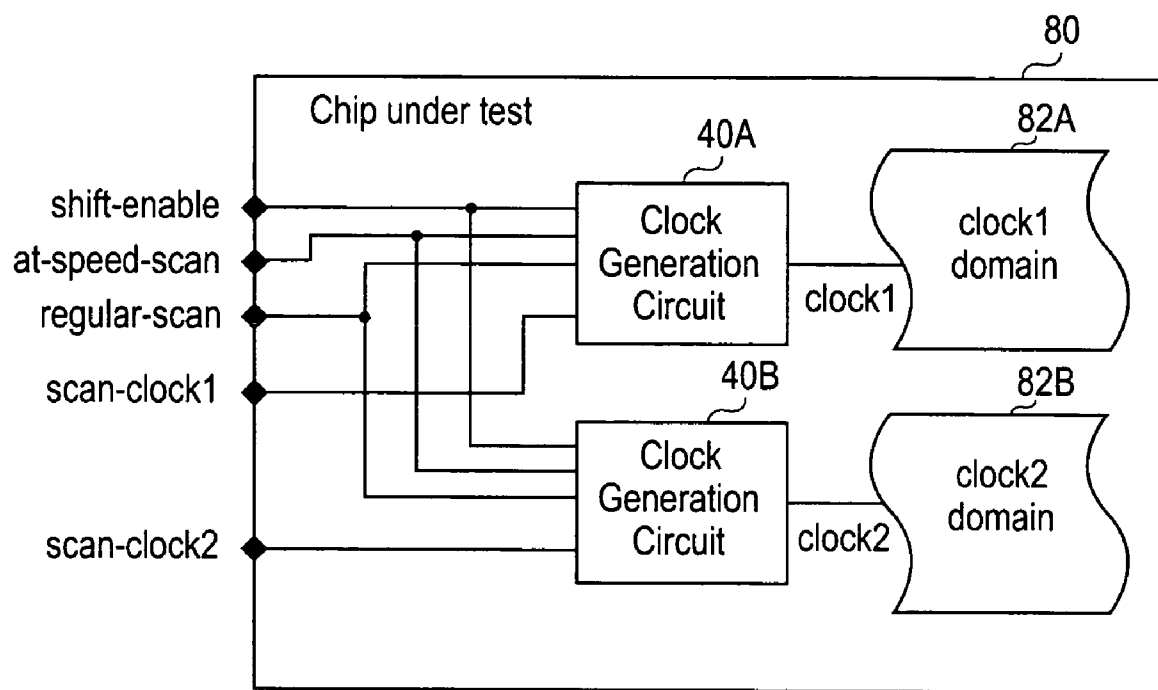 80
Chip under test
40A
82A
shift-enable
at-speed-scan
regular-scan
scan-clock1
Clock
Generation
Circuit
clock1
clock1
domain
40B
82B
scan-clock2
Clock
Generation
Circuit
clock2
clock2
domain